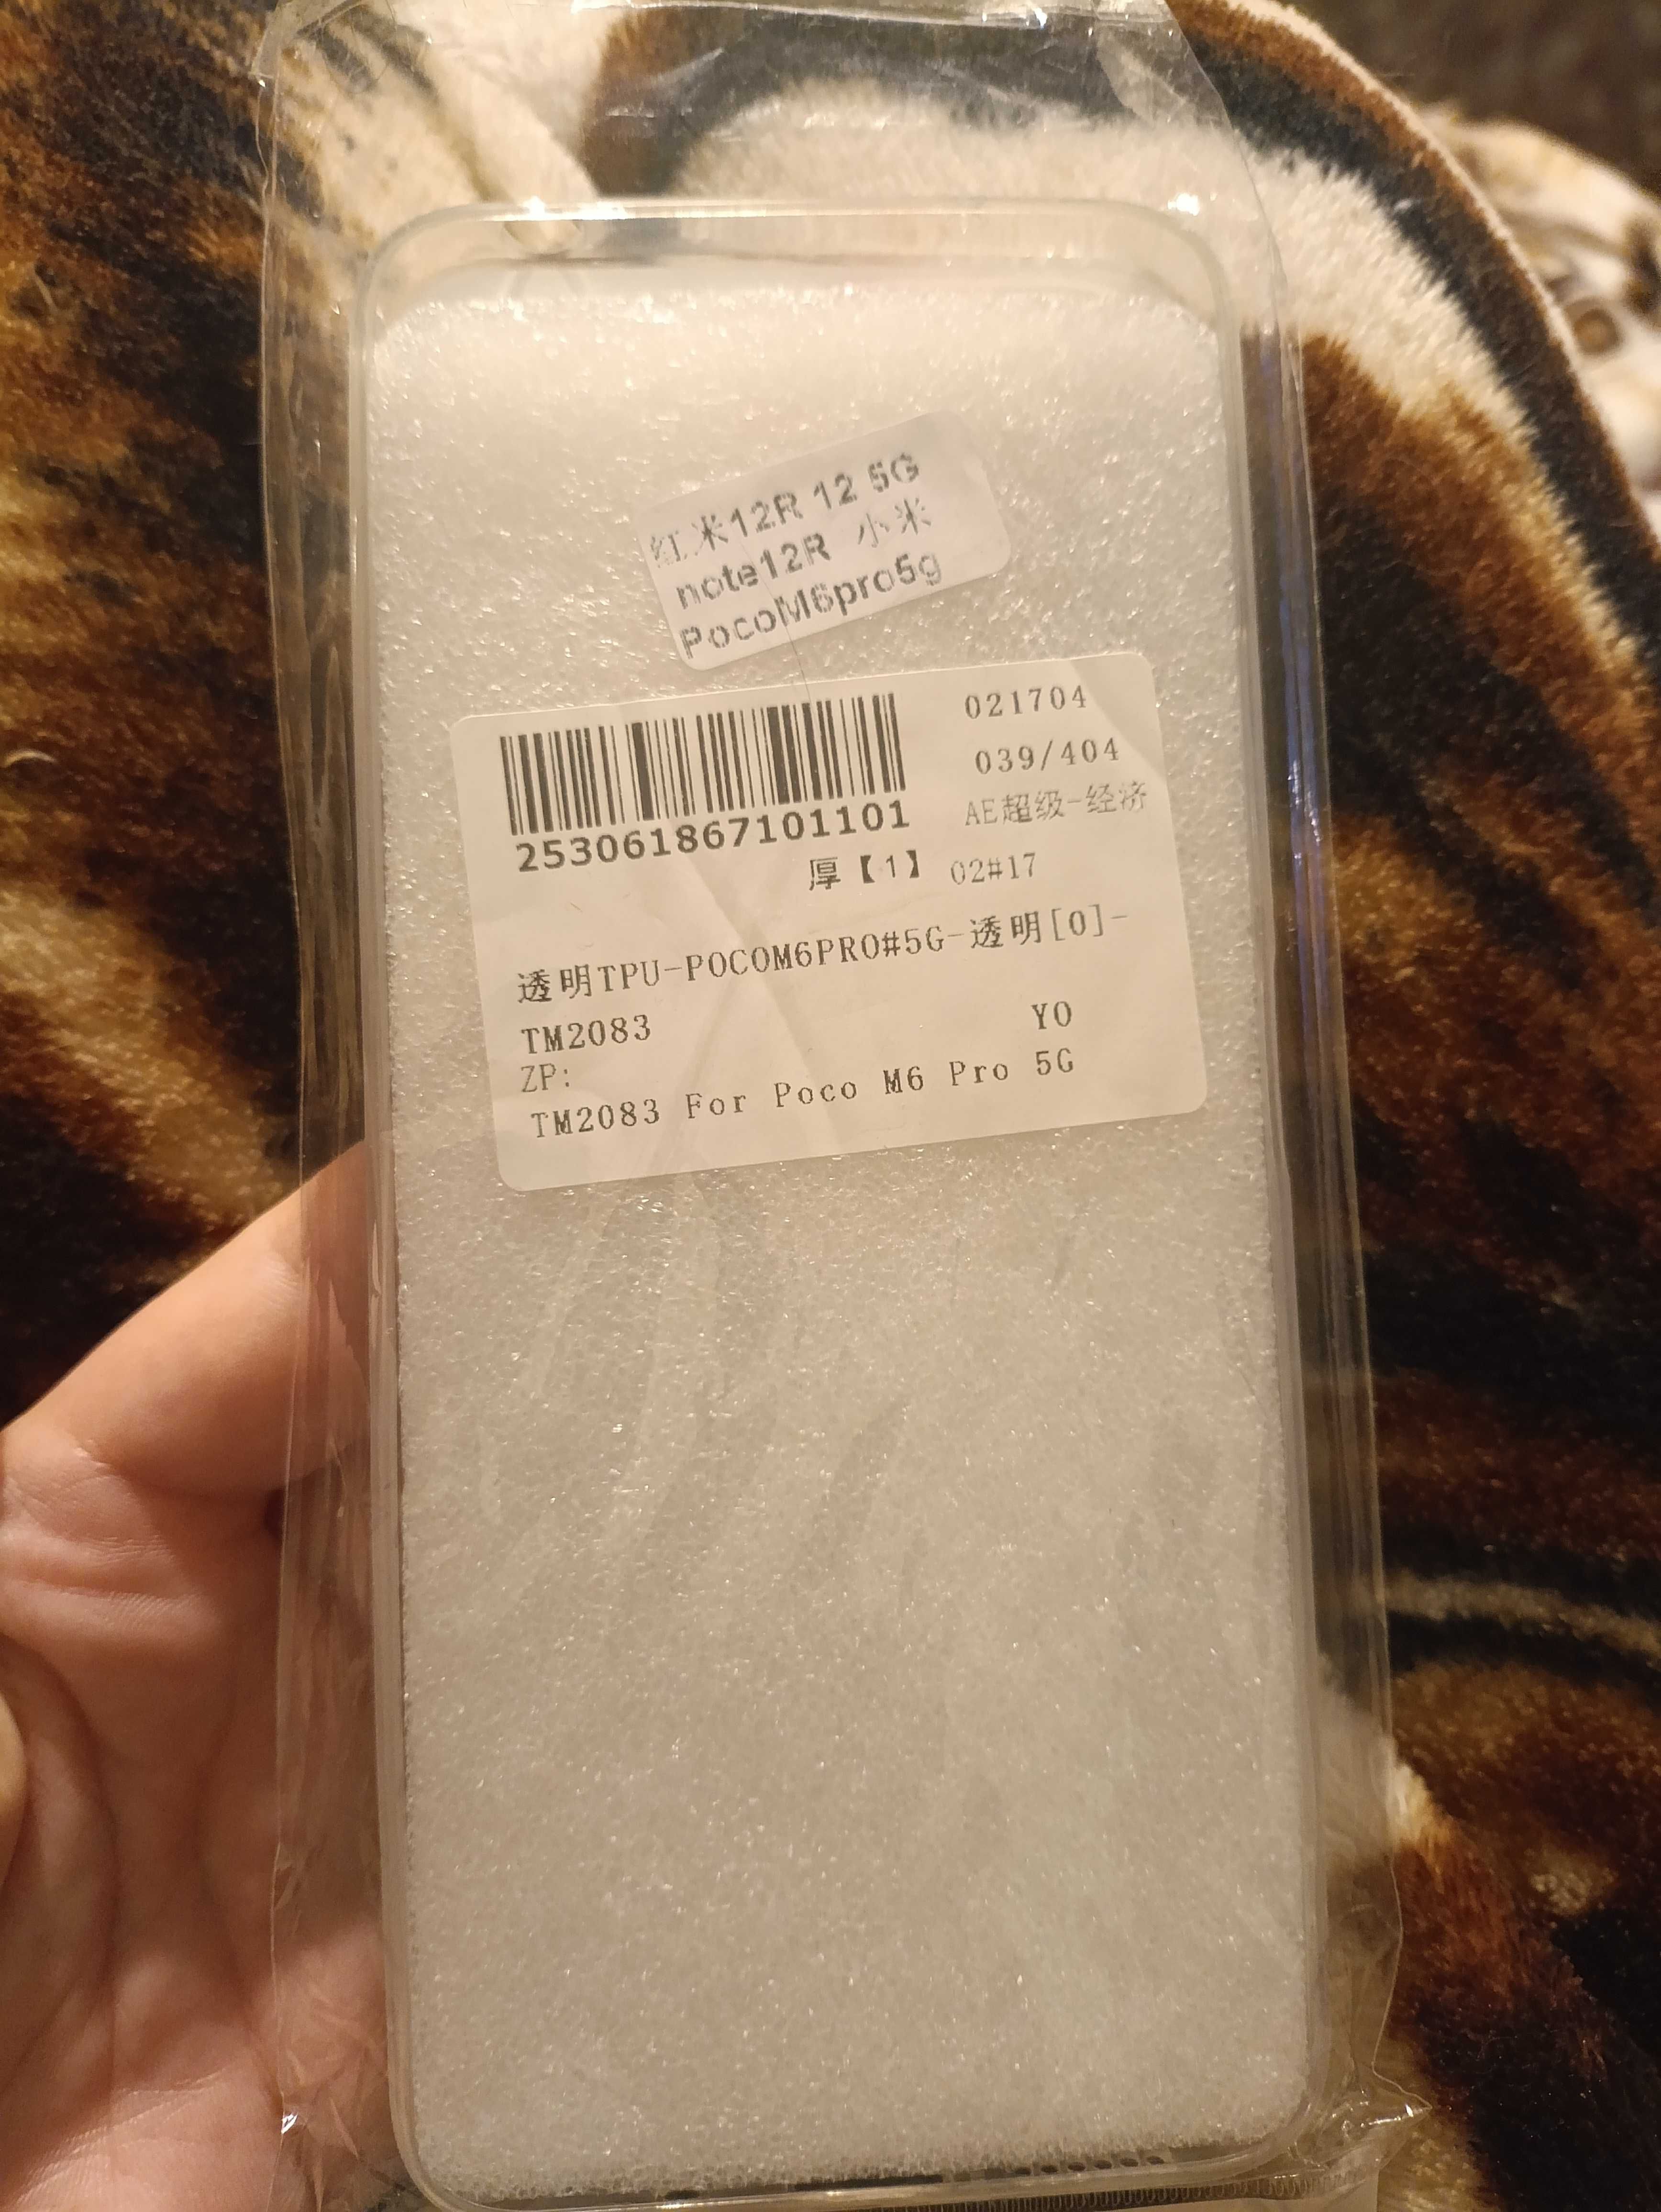 红米12R 12 5G
note12R 小米
PocoM6pro5g
021704
039/404
AE超级-经济
253061867101101
厚【1】 02#17
透明TPU-POCOM6PRO#5G-透明[0]-
TM2083 YO
ZP:
TM2083 For Poco M6 Pro 5G